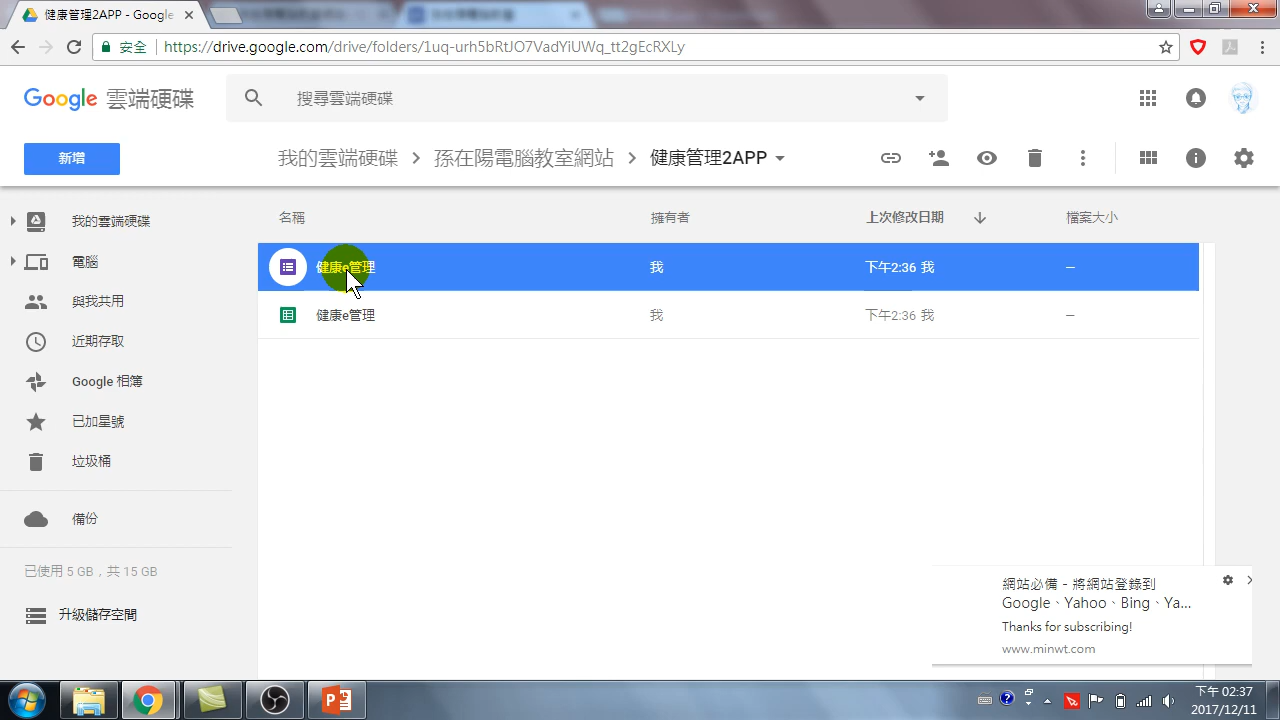 健康管理2APP - Google
安全 https://drive.google.com/drive/folders/1uq-urh5bDtJO7VadYiUWq_tt2gEcRXLy
Google 雲端硬碟
搜尋雲端硬碟
新增
我的雲端硬碟 > 孫在陽電腦教室網站 > 健康管理2APP
名稱 擁有者 上次修改日期 檔案大小
健康e管理 我 下午2:36 我 —
健康e管理 我 下午2:36 我 —
我的雲端硬碟
電腦
與我共用
近期存取
Google 相簿
已加星號
垃圾桶
備份
已使用 5 GB，共 15 GB
升級儲存空間
網站必備 - 將網站登錄到
Google、Yahoo、Bing、Ya...
Thanks for subscribing!
www.minwt.com
下午 02:37
2017/12/11